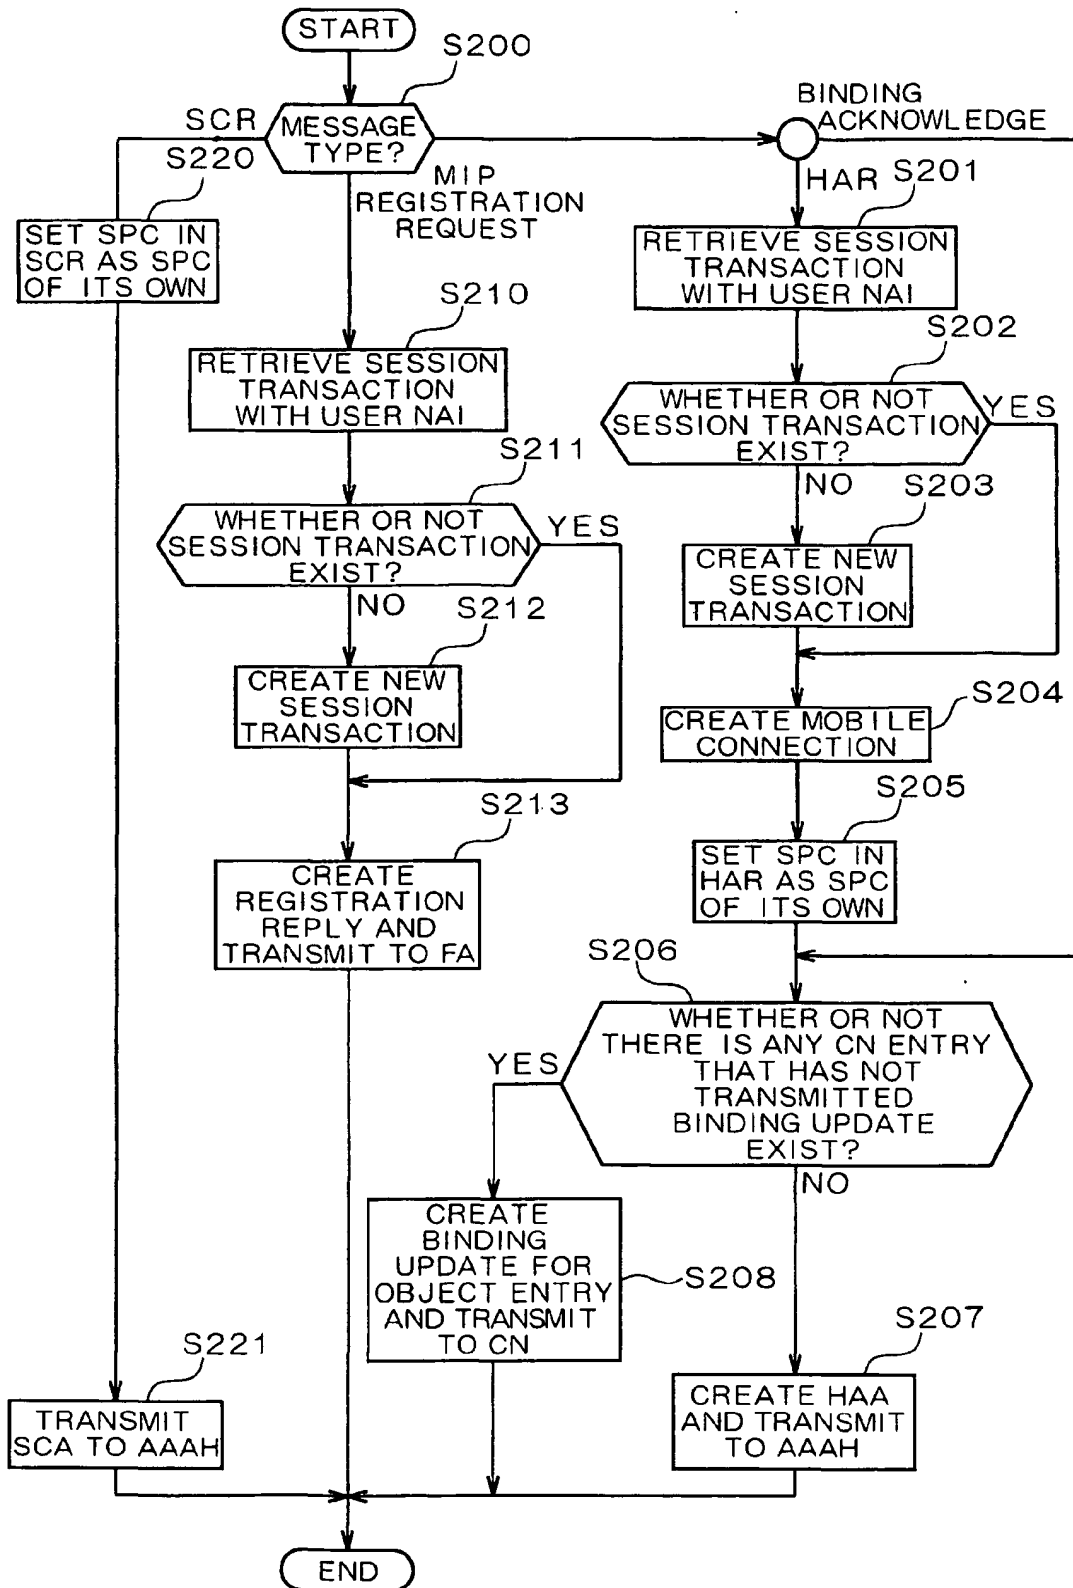 START
S200
MESSAGE
TYPE?
SCR
S220
SET SPC IN
SCR AS SPC
OF ITS OWN
MIP
REGISTRATION
REQUEST
BINDING
ACKNOWLEDGE
HAR
S201
RETRIEVE SESSION
TRANSACTION
WITH USER NAI
S210
RETRIEVE SESSION
TRANSACTION
WITH USER NAI
S202
WHETHER OR NOT
SESSION TRANSACTION
EXIST?
YES
NO
S211
WHETHER OR NOT
SESSION TRANSACTION
EXIST?
YES
NO
S203
CREATE NEW
SESSION
TRANSACTION
S212
CREATE NEW
SESSION
TRANSACTION
S204
CREATE MOBILE
CONNECTION
S213
CREATE
REGISTRATION
REPLY AND
TRANSMIT TO FA
S205
SET SPC IN
HAR AS SPC
OF ITS OWN
S206
WHETHER OR NOT
THERE IS ANY CN ENTRY
THAT HAS NOT
TRANSMITTED
BINDING UPDATE
EXIST?
YES
NO
CREATE
BINDING
UPDATE FOR
OBJECT ENTRY
AND TRANSMIT
TO CN
S208
S207
CREATE HAA
AND TRANSMIT
TO AAAH
S221
TRANSMIT
SCA TO AAAH
END